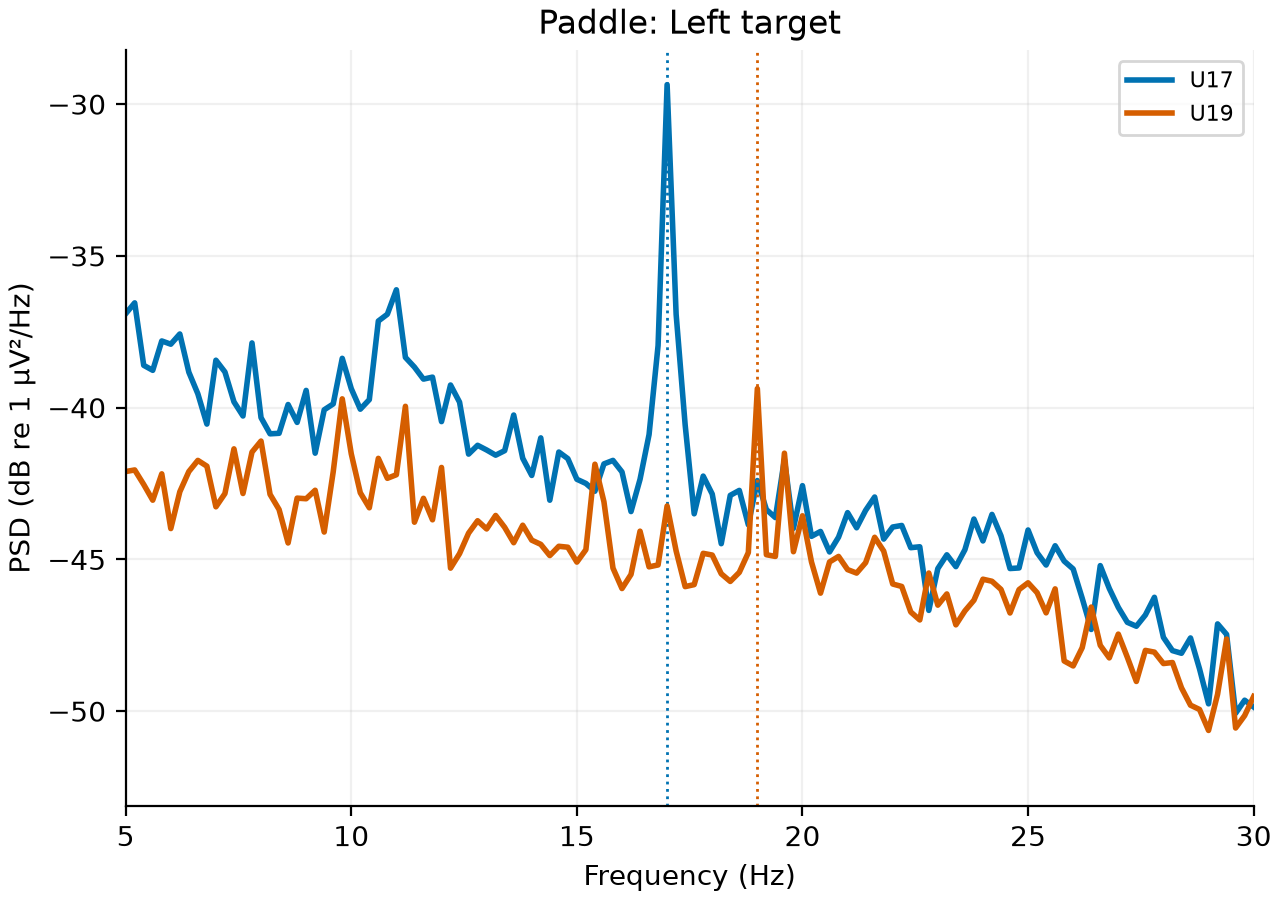 Paddle: Left target
U17
U19
PSD (dB re 1 µV²/Hz)
−30
−35
−40
−45
−50
5
10
15
20
25
30
Frequency (Hz)